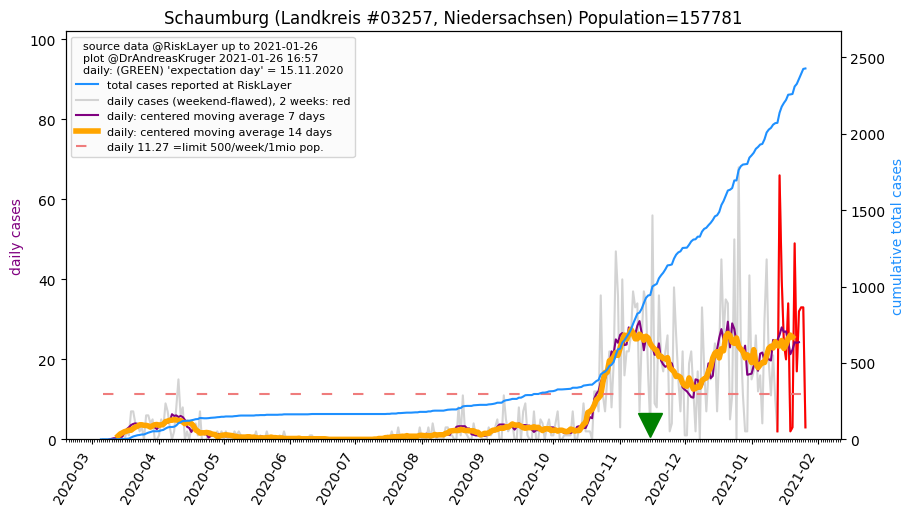 Schaumburg (Landkreis #03257, Niedersachsen) Population=157781
source data @RiskLayer up to 2021-01-26
plot @DrAndreasKruger 2021-01-26 16:57
daily: (GREEN) 'expectation day' = 15.11.2020
total cases reported at RiskLayer
daily cases (weekend-flawed), 2 weeks: red
daily: centered moving average 7 days
daily: centered moving average 14 days
daily 11.27 =limit 500/week/1mio pop.
daily cases
100
80
60
40
20
0
cumulative total cases
2500
2000
1500
1000
500
0
2020-03
2020-04
2020-05
2020-06
2020-07
2020-08
2020-09
2020-10
2020-11
2020-12
2021-01
2021-02